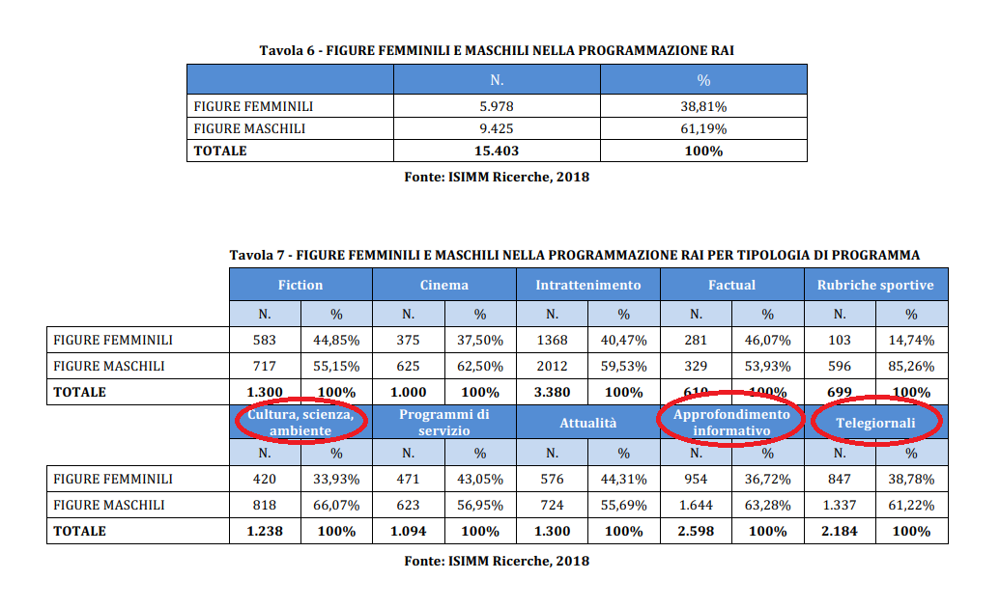 Tavola 6 - FIGURE FEMMINILI E MASCHILI NELLA PROGRAMMAZIONE RAI
N. %
FIGURE FEMMINILI 5.978 38,81%
FIGURE MASCHILI 9.425 61,19%
TOTALE 15.403 100%
Fonte: ISIMM Ricerche, 2018
Tavola 7 - FIGURE FEMMINILI E MASCHILI NELLA PROGRAMMAZIONE RAI PER TIPOLOGIA DI PROGRAMMA
Fiction Cinema Intrattenimento Factual Rubriche sportive
N. % N. % N. % N. % N. %
FIGURE FEMMINILI 583 44,85% 375 37,50% 1368 40,47% 281 46,07% 103 14,74%
FIGURE MASCHILI 717 55,15% 625 62,50% 2012 59,53% 329 53,93% 596 85,26%
TOTALE 1.300 100% 1.000 100% 3.380 100% 610 100% 699 100%
Cultura, scienza, Programmi di Attualità Approfondimento Telegiornali
ambiente servizio informativo
N. % N. % N. % N. % N. %
FIGURE FEMMINILI 420 33,93% 471 43,05% 576 44,31% 954 36,72% 847 38,78%
FIGURE MASCHILI 818 66,07% 623 56,95% 724 55,69% 1.644 63,28% 1.337 61,22%
TOTALE 1.238 100% 1.094 100% 1.300 100% 2.598 100% 2.184 100%
Fonte: ISIMM Ricerche, 2018